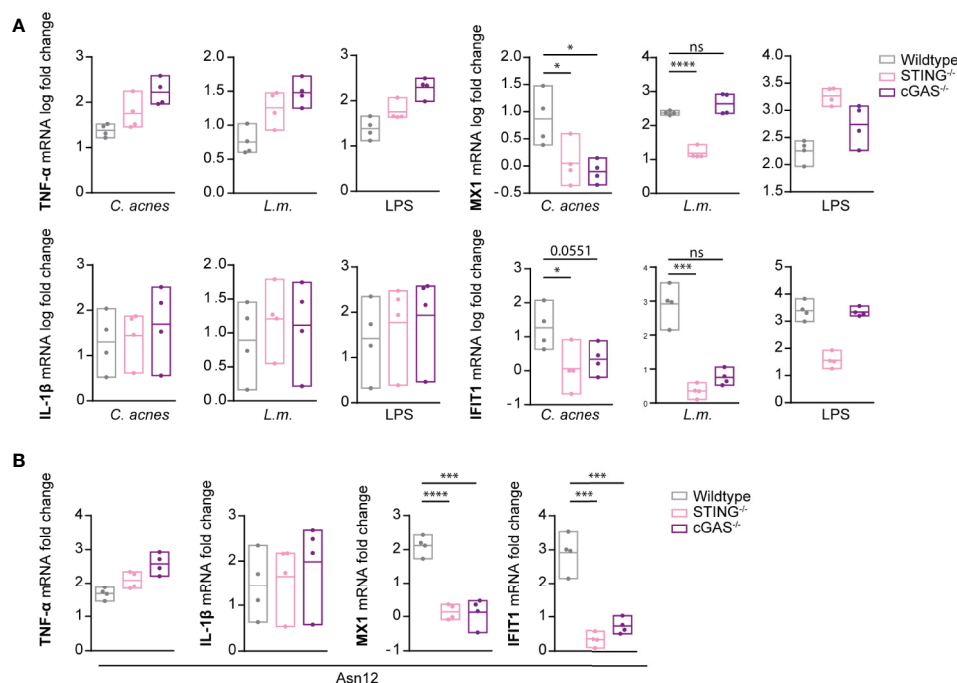 A
TNF-α mRNA log fold change
3
2
1
0
C. acnes
2.0
1.5
1.0
0.5
0.0
L.m.
3
2
1
0
LPS
MX1 mRNA log fold change
2.0
1.5
1.0
0.5
0.0
-0.5
*
*
C. acnes
4
3
2
1
0
ns
****
L.m.
4.0
3.5
3.0
2.5
2.0
1.5
LPS
Wildtype
STING-/-
cGAS-/-
IL-1β mRNA log fold change
3
2
1
0
C. acnes
2.0
1.5
1.0
0.5
0.0
L.m.
3
2
1
0
LPS
IFIT1 mRNA log fold change
3
2
1
0
-1
0.0551
*
C. acnes
4
3
2
1
0
ns
***
L.m.
5
4
3
2
1
0
LPS
B
TNF-α mRNA fold change
4
3
2
1
0
IL-1β mRNA fold change
3
2
1
0
MX1 mRNA fold change
3
2
1
0
-1
***
****
IFIT1 mRNA fold change
4
3
2
1
0
***
***
Wildtype
STING-/-
cGAS-/-
Asn12